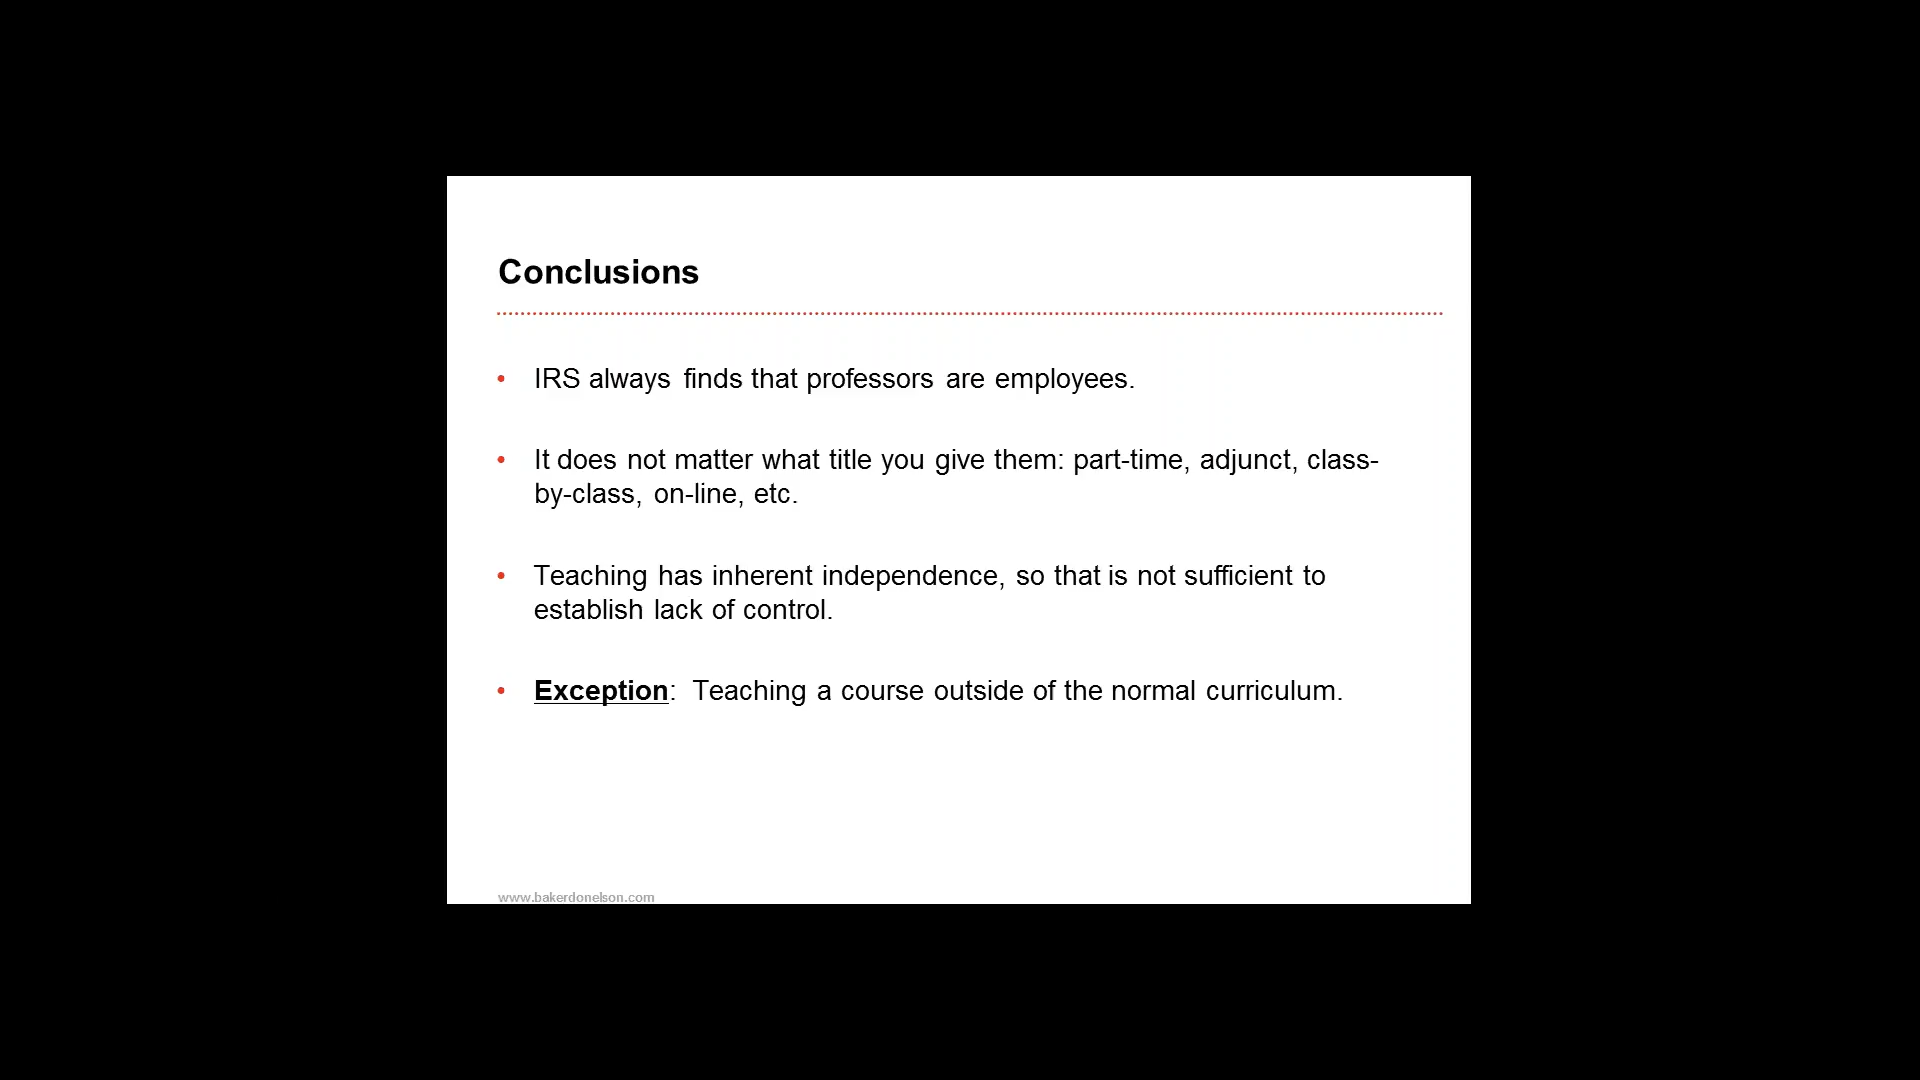 Conclusions
• IRS always finds that professors are employees.
• It does not matter what title you give them: part-time, adjunct, class-
by-class, on-line, etc.
• Teaching has inherent independence, so that is not sufficient to
establish lack of control.
• Exception: Teaching a course outside of the normal curriculum.
www.bakerdonelson.com